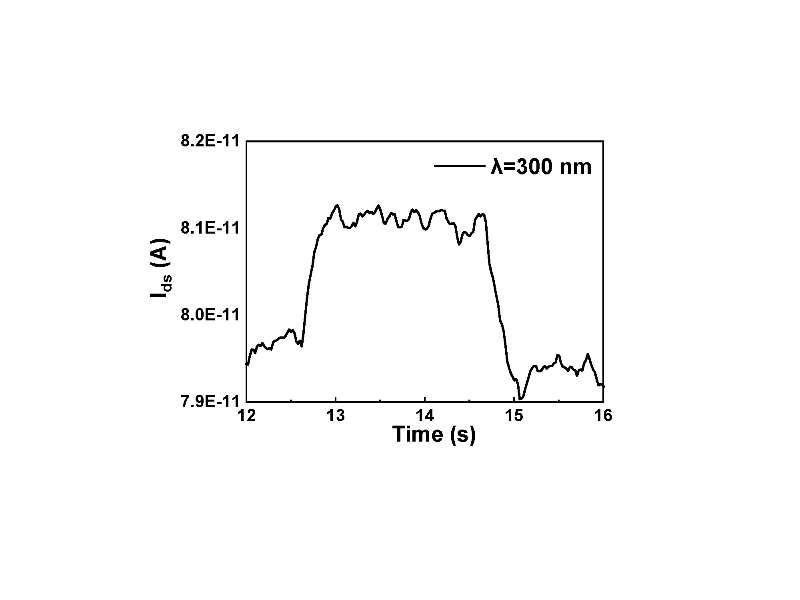 8.2E-11
λ=300 nm
8.1E-11
8.0E-11
7.9E-11
Ids (A)
12 13 14 15 16
Time (s)